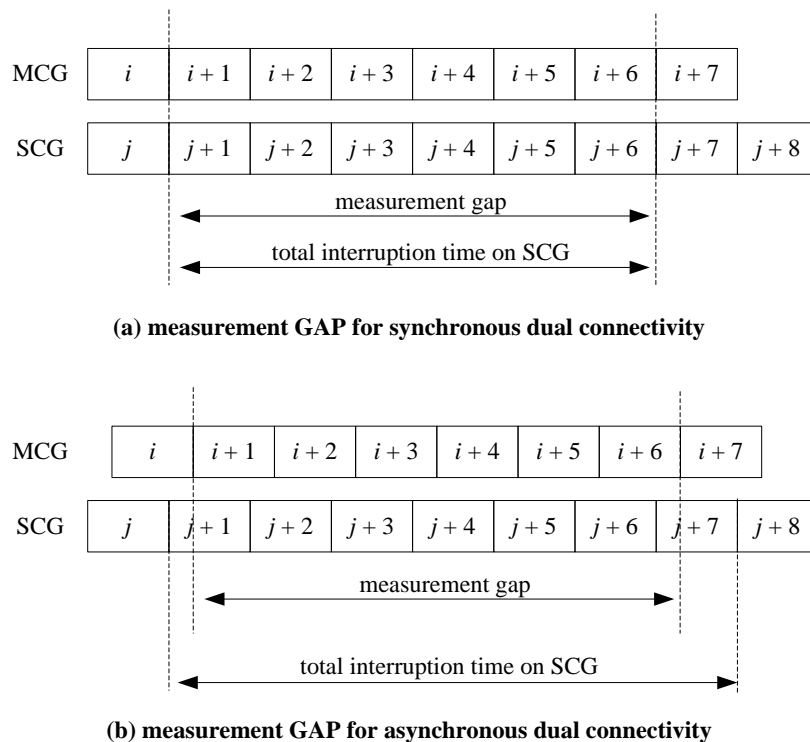 MCG i i + 1 i + 2 i + 3 i + 4 i + 5 i + 6 i + 7
SCG j j + 1 j + 2 j + 3 j + 4 j + 5 j + 6 j + 7 j + 8
measurement gap
total interruption time on SCG
(a) measurement GAP for synchronous dual connectivity
MCG i i + 1 i + 2 i + 3 i + 4 i + 5 i + 6 i + 7
SCG j j + 1 j + 2 j + 3 j + 4 j + 5 j + 6 j + 7 j + 8
measurement gap
total interruption time on SCG
(b) measurement GAP for asynchronous dual connectivity